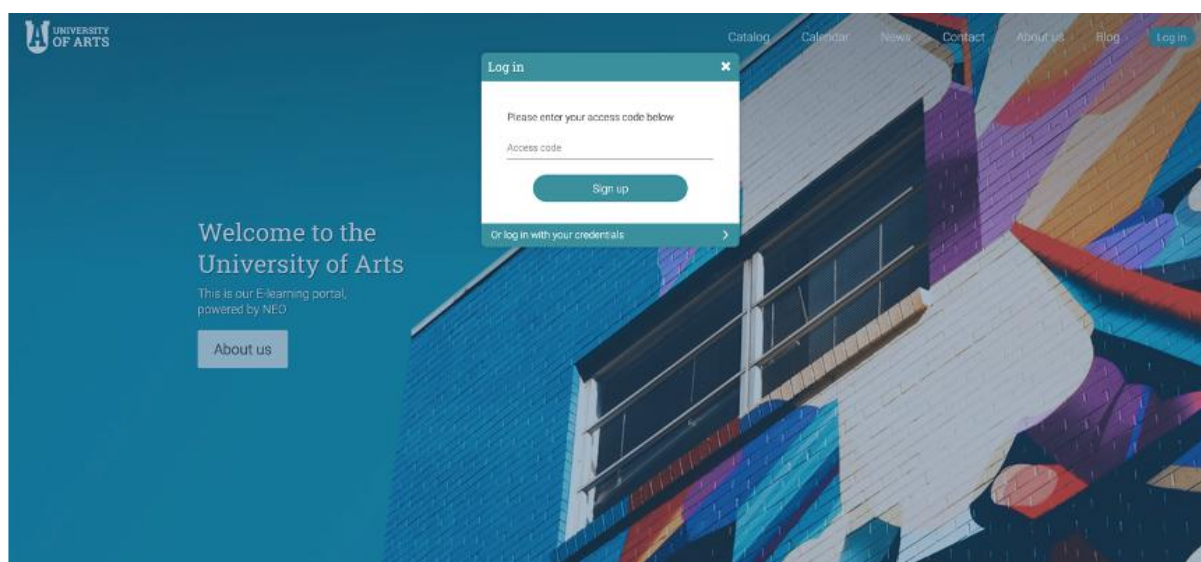 UNIVERSITY
OF ARTS
Catalog Calendar News Contact About us Blog Log in
Log in
Please enter your access code below
Access code
Sign up
Or log in with your credentials
Welcome to the
University of Arts
This is our E-learning portal,
powered by NEO
About us